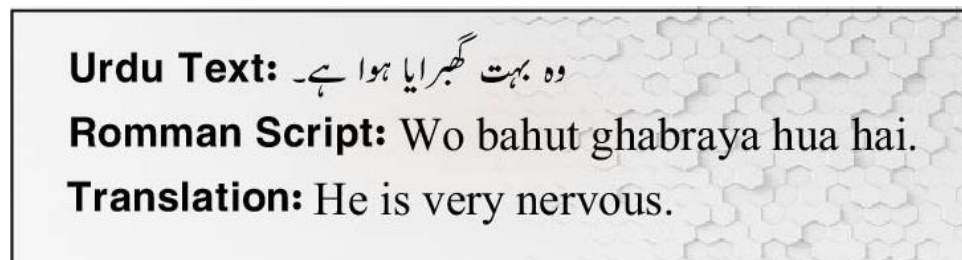 Urdu Text: وہ بہت گھبرایا ہوا ہے۔
Romman Script: Wo bahut ghabraya hua hai.
Translation: He is very nervous.